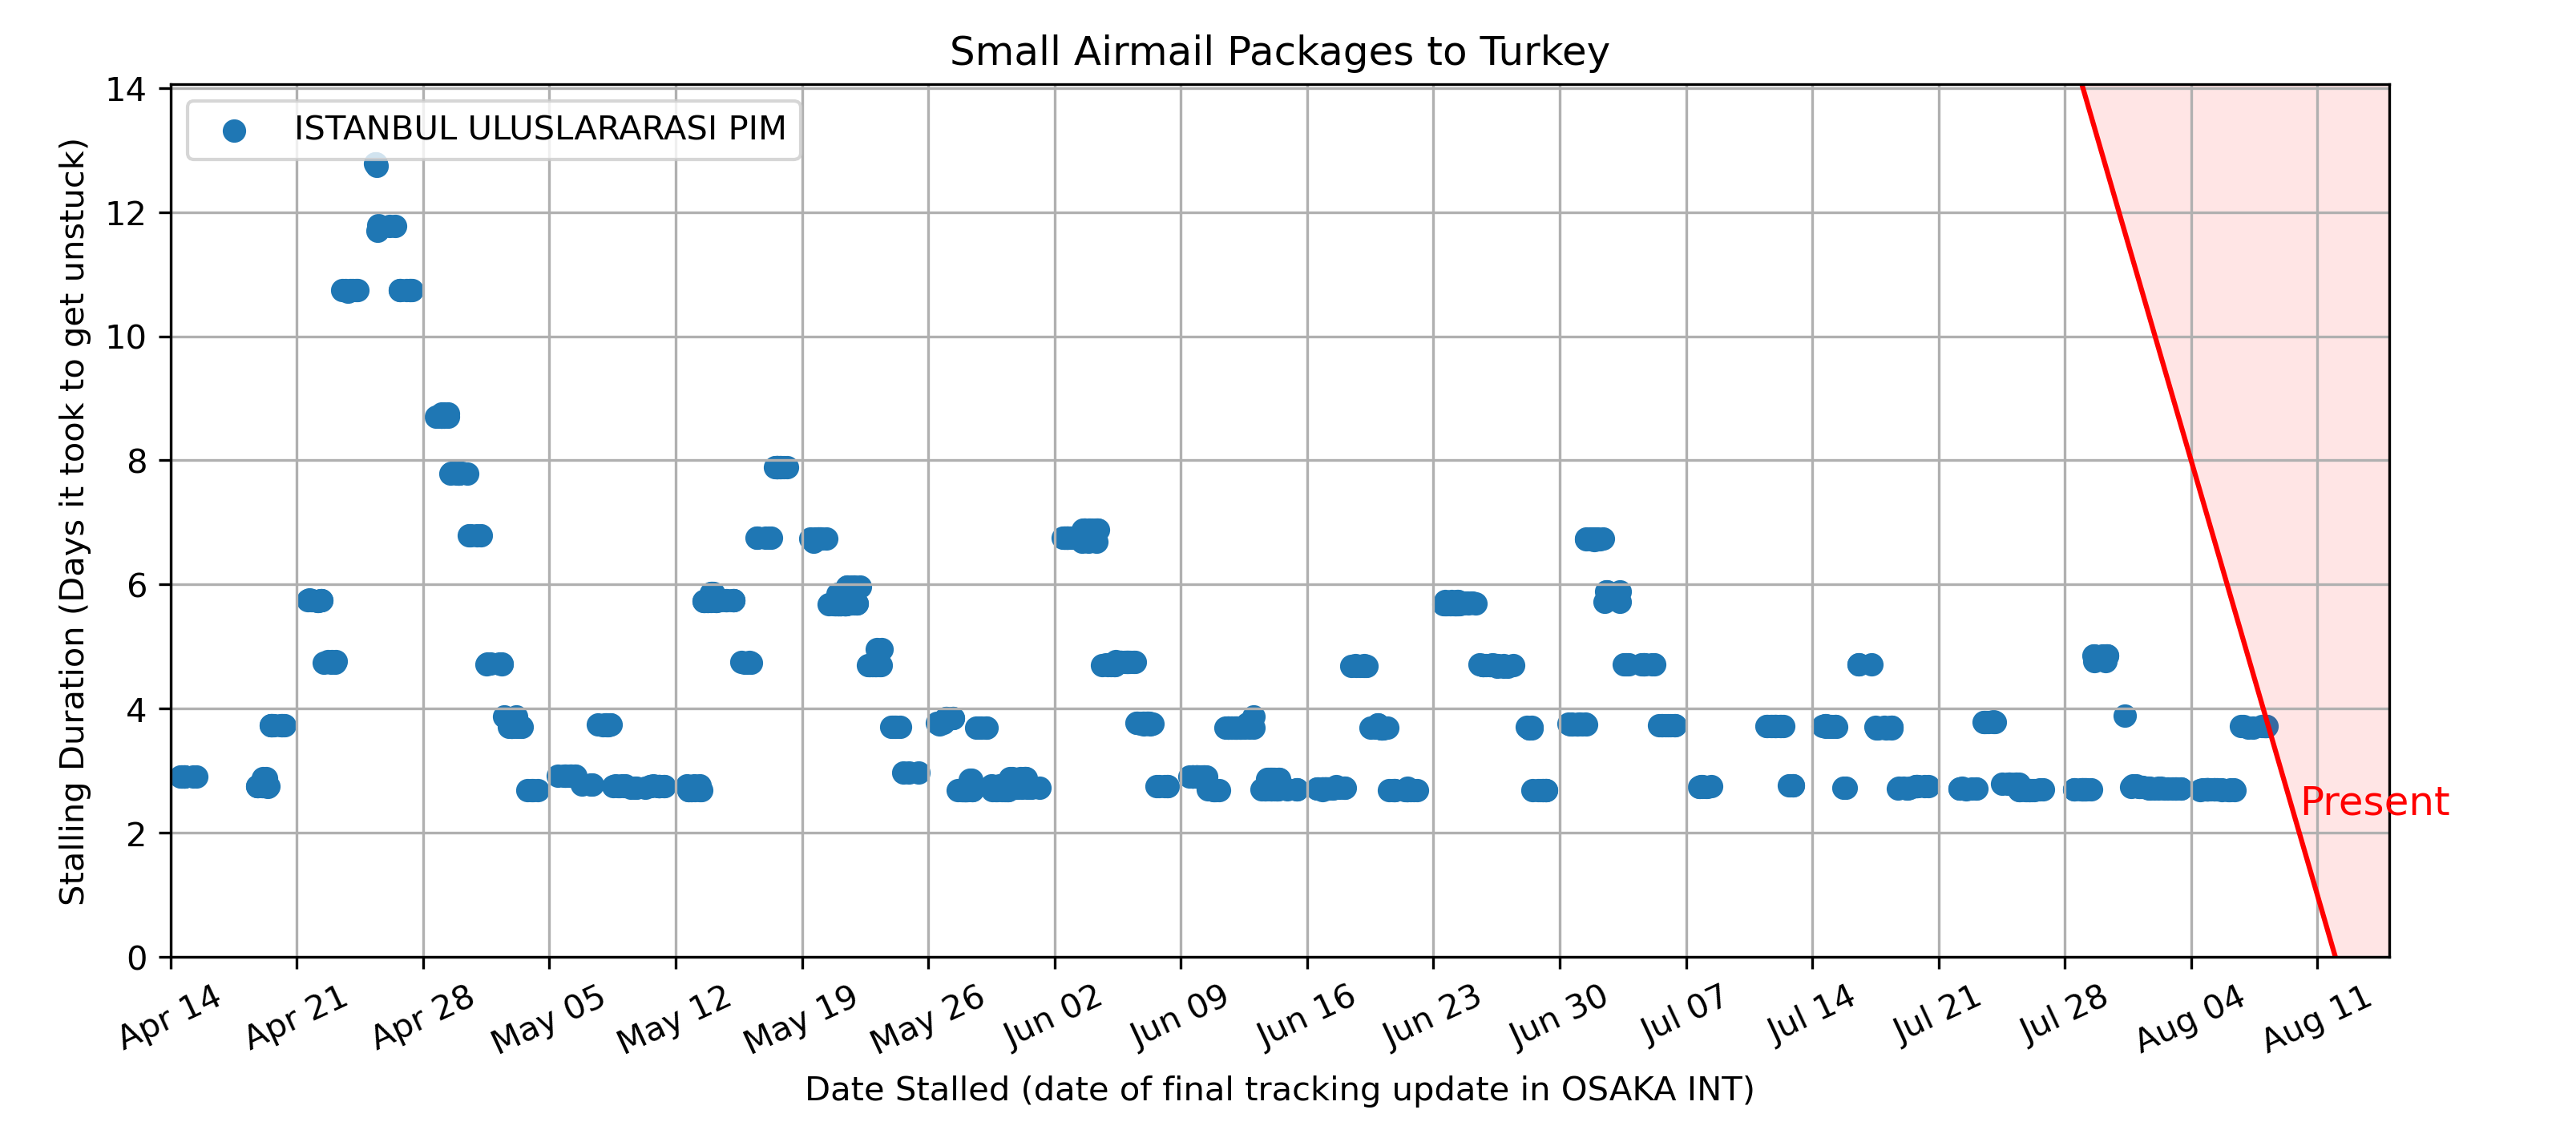 Small Airmail Packages to Turkey
ISTANBUL ULUSLARARASI PIM
Stalling Duration (Days it took to get unstuck)
14
12
10
8
6
4
2
0
Present
Apr 14
Apr 21
Apr 28
May 05
May 12
May 19
May 26
Jun 02
Jun 09
Jun 16
Jun 23
Jun 30
Jul 07
Jul 14
Jul 21
Jul 28
Aug 04
Aug 11
Date Stalled (date of final tracking update in OSAKA INT)